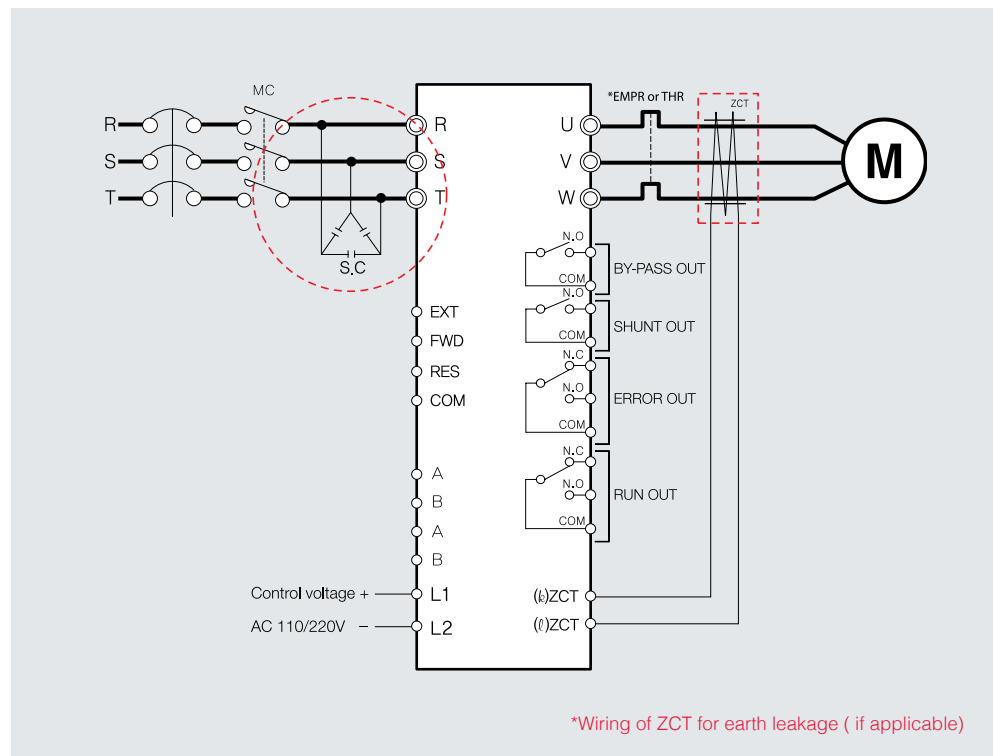 MC
*EMPR or THR
ZCT
R
R
U
S
S
V
M
T
T
W
S.C
N.O
COM
BY-PASS OUT
N.O
COM
SHUNT OUT
N.C
N.O
COM
ERROR OUT
N.C
N.O
COM
RUN OUT
EXT
FWD
RES
COM
A
B
A
B
Control voltage +
L1
(k)ZCT
AC 110/220V −
L2
(ℓ)ZCT
*Wiring of ZCT for earth leakage ( if applicable)